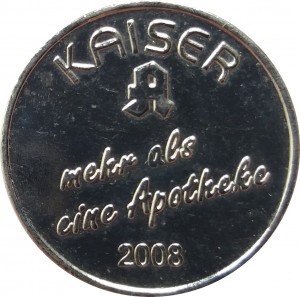 KAISER
A
mehr als
eine Apotheke
2008